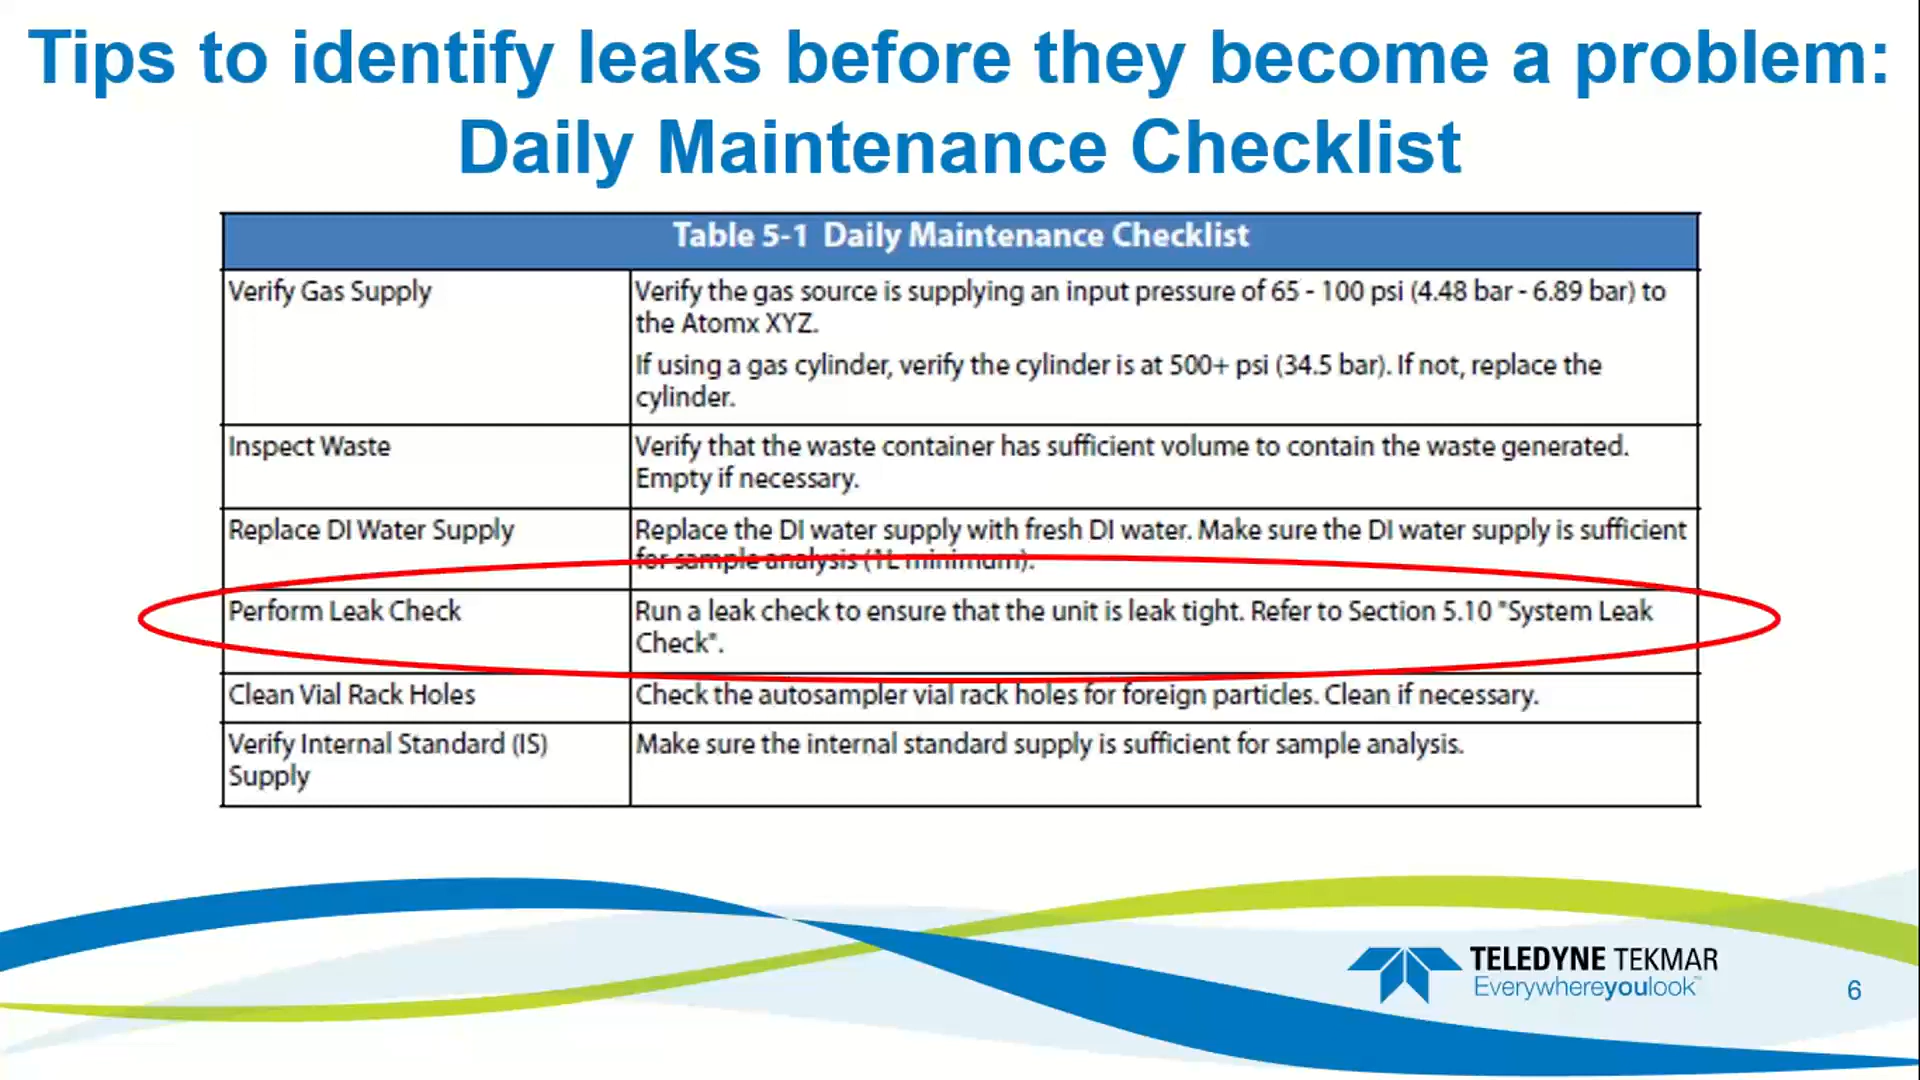 Tips to identify leaks before they become a problem:
Daily Maintenance Checklist
Table 5-1 Daily Maintenance Checklist
Verify Gas Supply
Verify the gas source is supplying an input pressure of 65 - 100 psi (4.48 bar - 6.89 bar) to
the Atomx XYZ.
If using a gas cylinder, verify the cylinder is at 500+ psi (34.5 bar). If not, replace the
cylinder.
Inspect Waste
Verify that the waste container has sufficient volume to contain the waste generated.
Empty if necessary.
Replace DI Water Supply
Replace the DI water supply with fresh DI water. Make sure the DI water supply is sufficient
for sample analysis (1L minimum).
Perform Leak Check
Run a leak check to ensure that the unit is leak tight. Refer to Section 5.10 "System Leak
Check".
Clean Vial Rack Holes
Check the autosampler vial rack holes for foreign particles. Clean if necessary.
Verify Internal Standard (IS)
Supply
Make sure the internal standard supply is sufficient for sample analysis.
TELEDYNE TEKMAR
Everywhereyoulook™
6